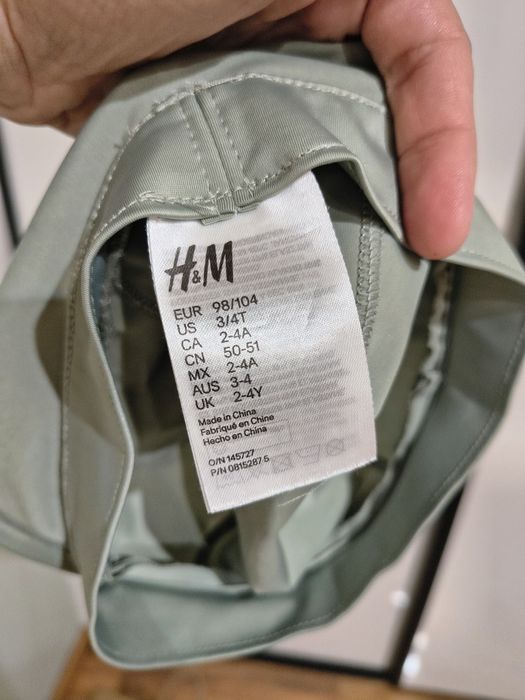 H&M
EUR 98/104
US 3/4T
CA 2-4A
CN 50-51
MX 2-4A
AUS 3-4
UK 2-4Y
Made in China
Fabriqué en Chine
Hecho en China
O/N 145727
P/N 0815287 5